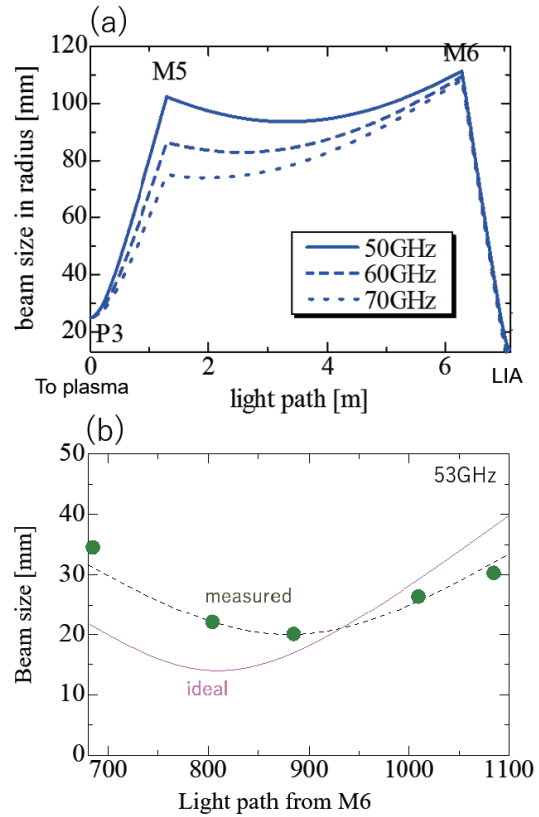 (a)
120
100
80
60
40
20
beam size in radius [mm]
M5
M6
P3
50GHz
60GHz
70GHz
0
2
4
6
To plasma
LIA
light path [m]
(b)
50
40
30
20
10
0
Beam size [mm]
53GHz
measured
ideal
700
800
900
1000
1100
Light path from M6